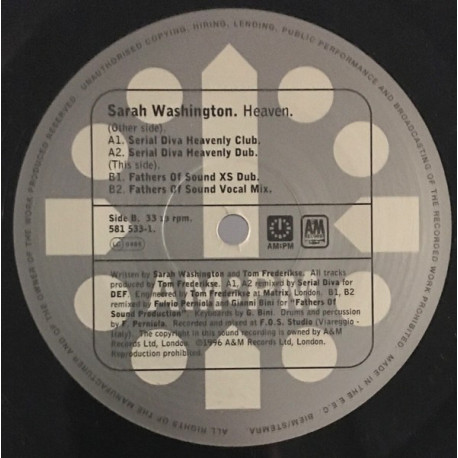 UNAUTHORISED COPYING, HIRING, LENDING, PUBLIC PERFORMANCE AND BROADCASTING OF THE RECORDED WORK PROHIBITED. MADE IN THE E.E.C. BIEM/STEMRA. ALL RIGHTS OF THE MANUFACTURER AND OF THE OWNER OF THE WORK PRODUCED RESERVED
Sarah Washington. Heaven.
(Other side).
A1. Serial Diva Heavenly Club.
A2. Serial Diva Heavenly Dub.
(This side).
B1. Fathers Of Sound XS Dub.
B2. Fathers Of Sound Vocal Mix.
Side B. 33 rpm.
581 533-1.
LC
AM:PM
A&M
Written by Sarah Washington and Tom Frederikse. All tracks
produced by Tom Frederikse. A1, A2 remixed by Serial Diva for
DEF. Engineered by Tom Frederikse at Matrix, London. B1, B2
remixed by Fulvio Perniola and Gianni Bini for "Fathers Of
Sound Production". Keyboards by G. Bini. Drums and percussion
by F. Perniola. Recorded and mixed at F.O.S. Studio (Viareggio -
Italy). The copyright in this sound recording is owned by A&M
Records Ltd, London. ℗1996 A&M Records Ltd, London.
Reproduction prohibited.